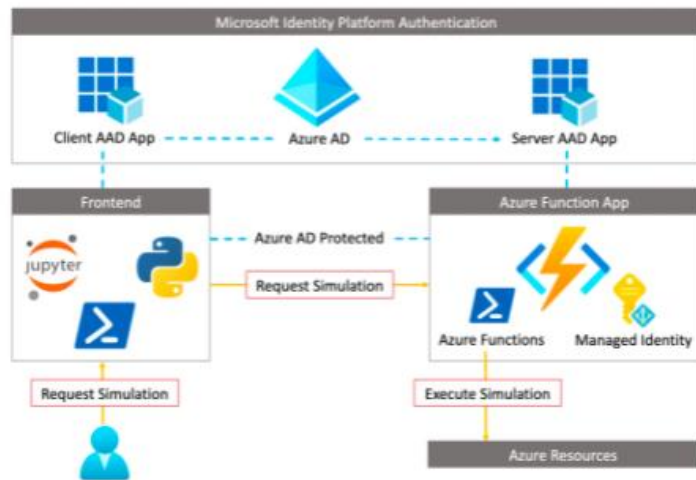 Microsoft Identity Platform Authentication
Client AAD App
Azure AD
Server AAD App
Frontend
Azure Function App
jupyter
Azure AD Protected
Request Simulation
Azure Functions
Managed Identity
Request Simulation
Execute Simulation
Azure Resources